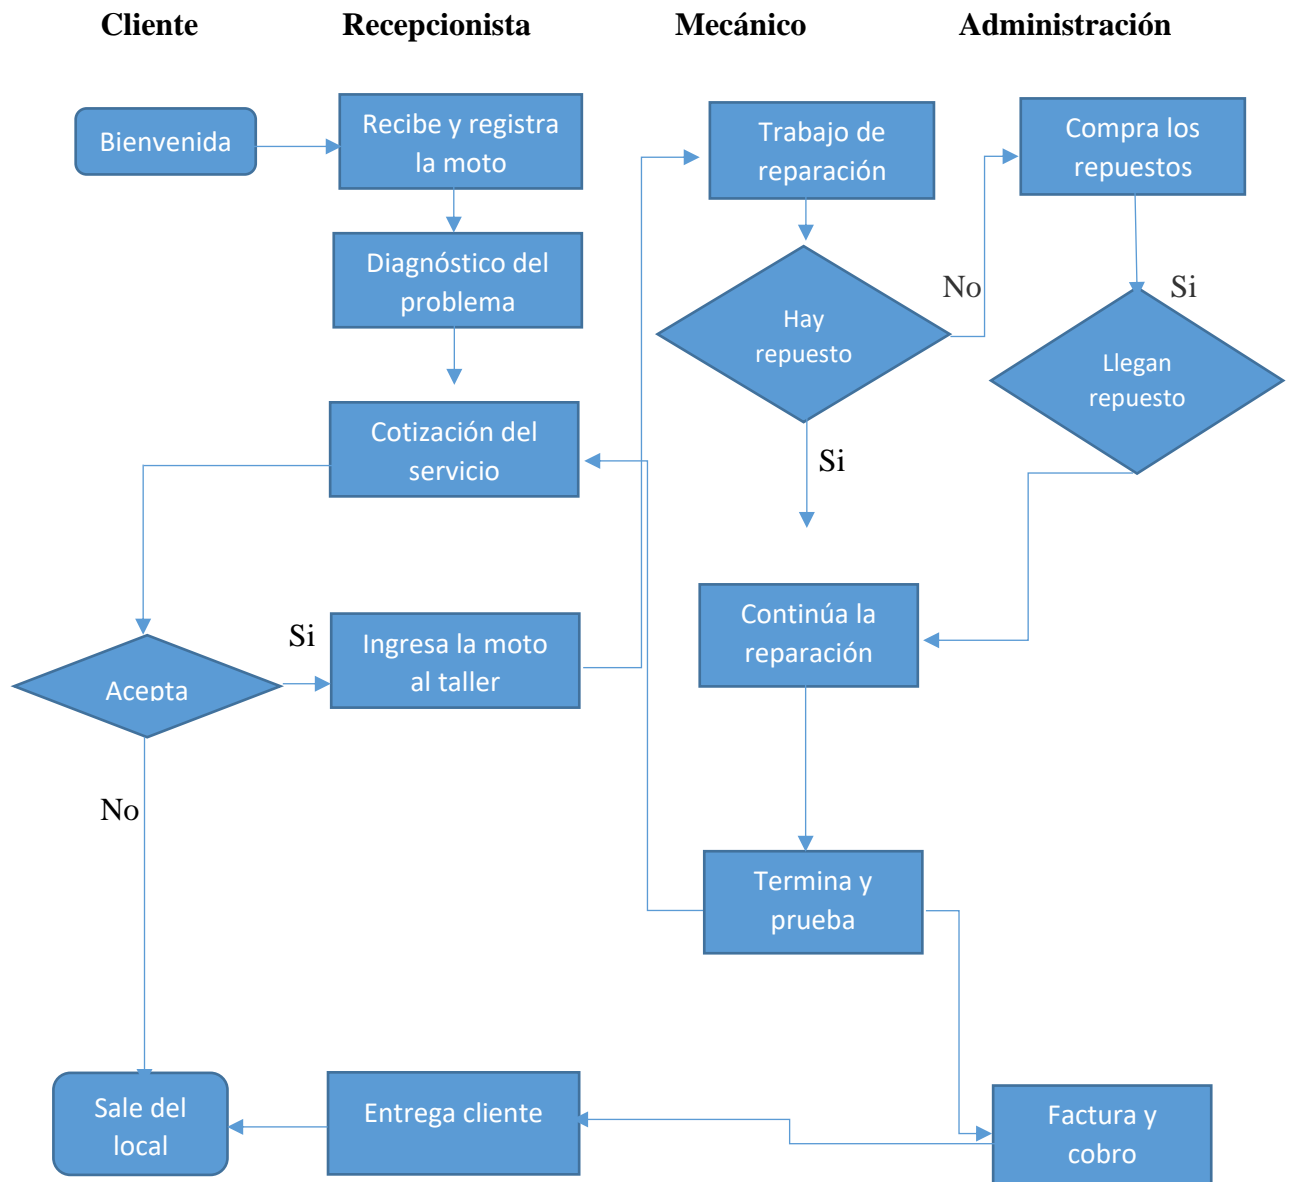 Cliente
Recepcionista
Mecánico
Administración
Bienvenida
Recibe y registra
la moto
Trabajo de
reparación
Compra los
repuestos
Diagnóstico del
problema
Hay
repuesto
No
Si
Llegan
repuesto
Cotización del
servicio
Si
Acepta
Si
Ingresa la moto
al taller
Continúa la
reparación
No
Termina y
prueba
Sale del
local
Entrega cliente
Factura y
cobro